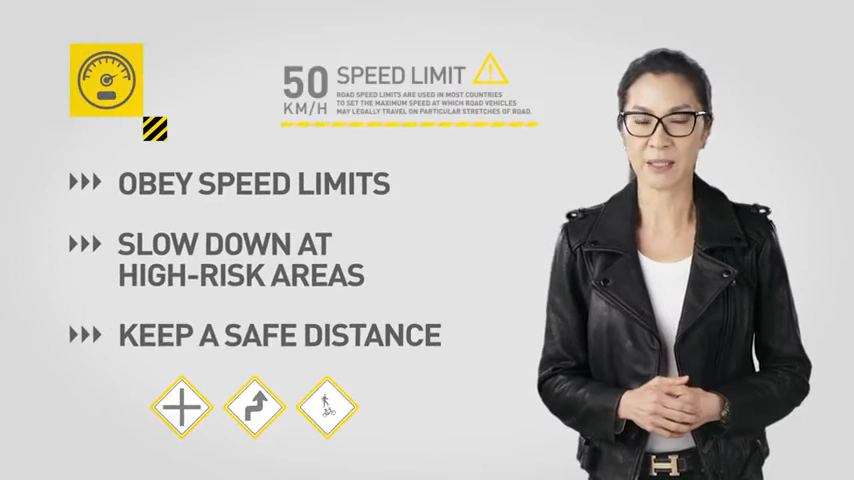 50
KM/H
SPEED LIMIT
ROAD SPEED LIMITS ARE USED IN MOST COUNTRIES
TO SET THE MAXIMUM SPEED AT WHICH ROAD VEHICLES
MAY LEGALLY TRAVEL ON PARTICULAR STRETCHES OF ROAD.
OBEY SPEED LIMITS
SLOW DOWN AT
HIGH-RISK AREAS
KEEP A SAFE DISTANCE